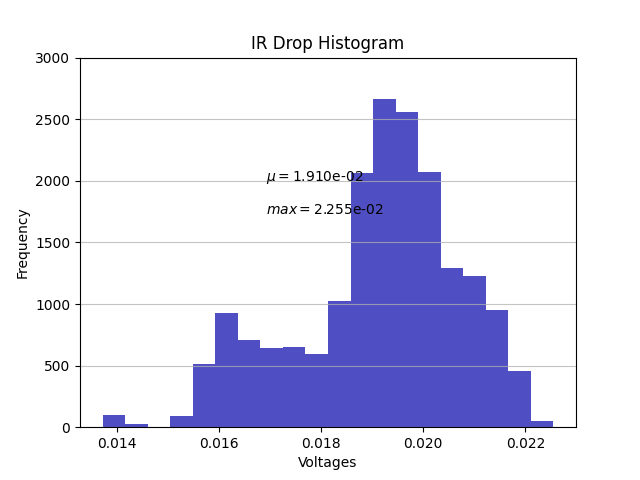 IR Drop Histogram
3000
2500
2000
1500
1000
500
0
Frequency
μ = 1.910e-02
max = 2.255e-02
0.014 0.016 0.018 0.020 0.022
Voltages